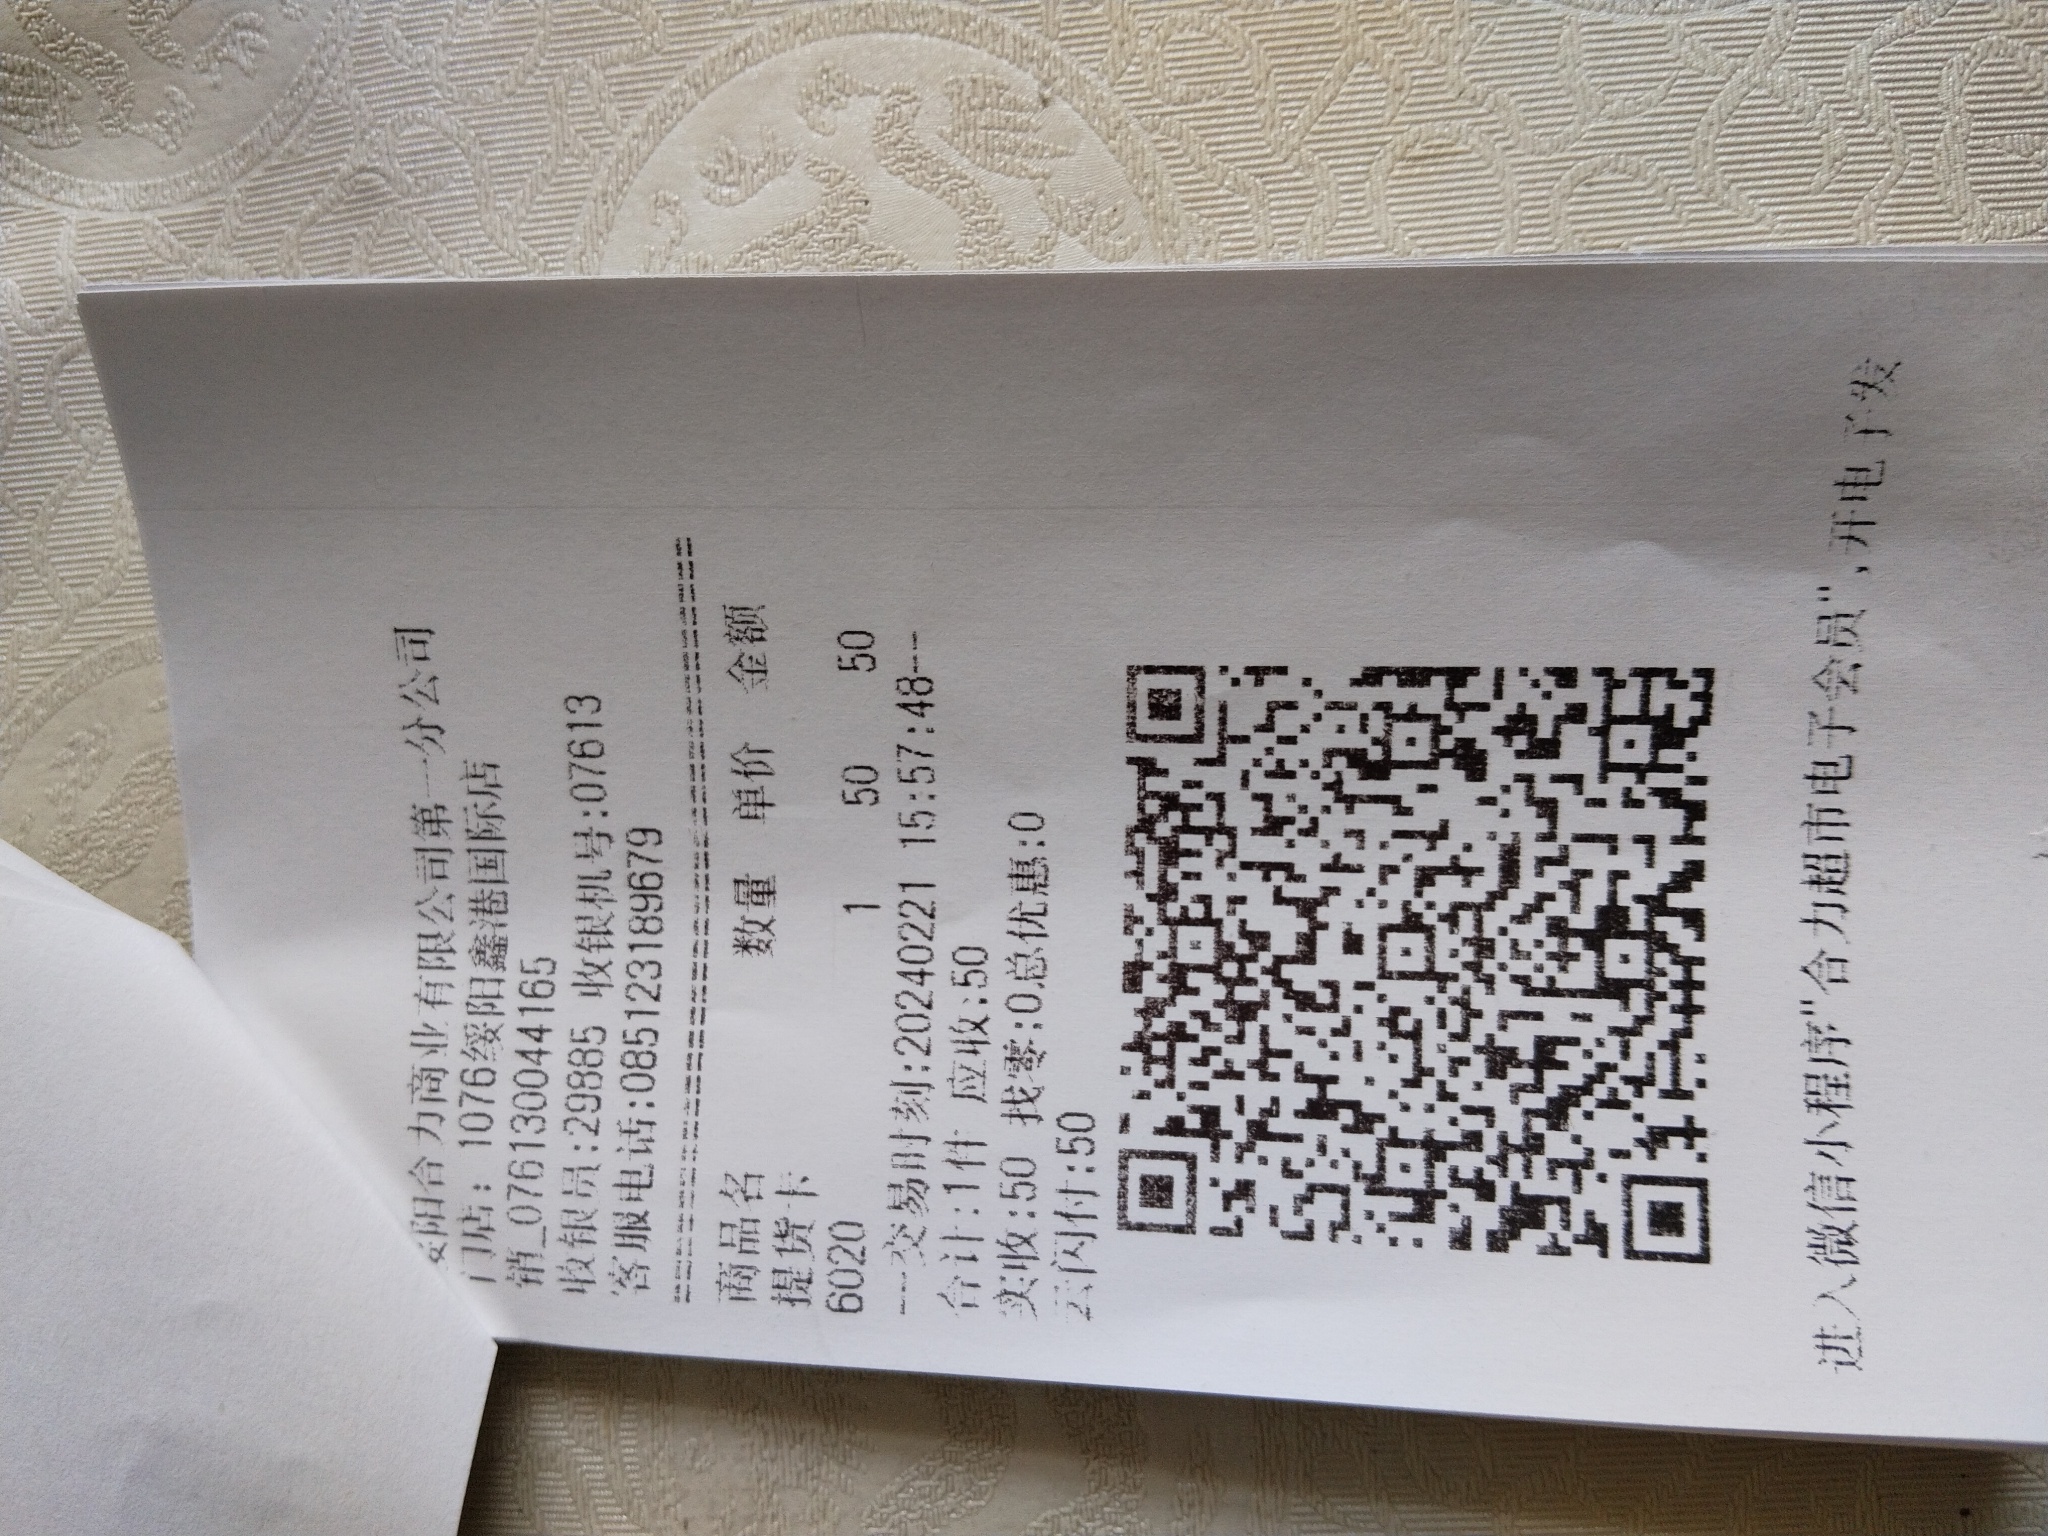 绥阳合力商业有限公司第一分公司
门店: 1076绥阳鑫港国际店
销_0761300441​65
收银员:29885 收银机号:07613
客服电话:085123189679
==========================================
商品名 数量 单价 金额
提货卡
6020 1 50 50
---交易时刻:20240221 15:57:48---
合计:1件 应收:50
实收:50 找零:0总优惠:0
云闪付:50
进入微信小程序"合力超市电子会员",开电子发